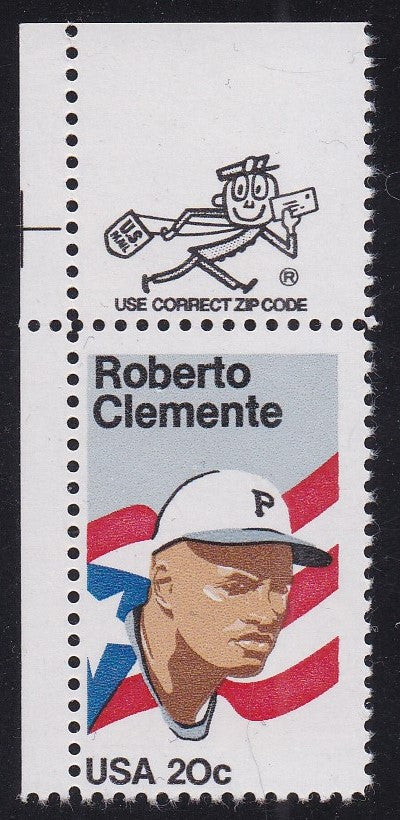 U.S.
MAIL
®
USE CORRECT ZIP CODE
Roberto
Clemente
P
USA 20c